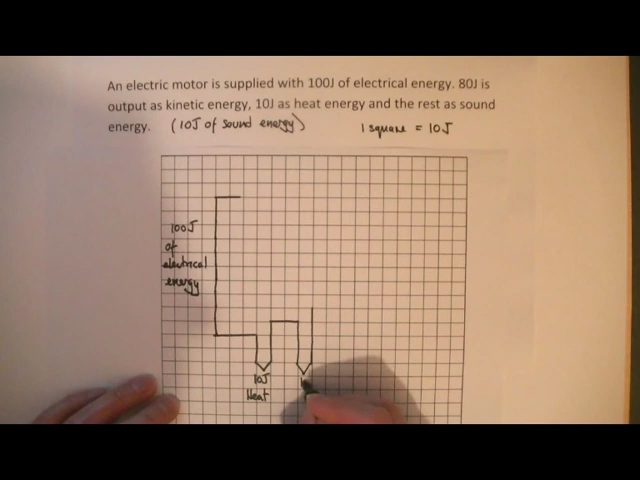 An electric motor is supplied with 100J of electrical energy. 80J is
output as kinetic energy, 10J as heat energy and the rest as sound
energy. (10J of sound energy) 1 square = 10J
100J
of
electrical
energy
10J
Heat